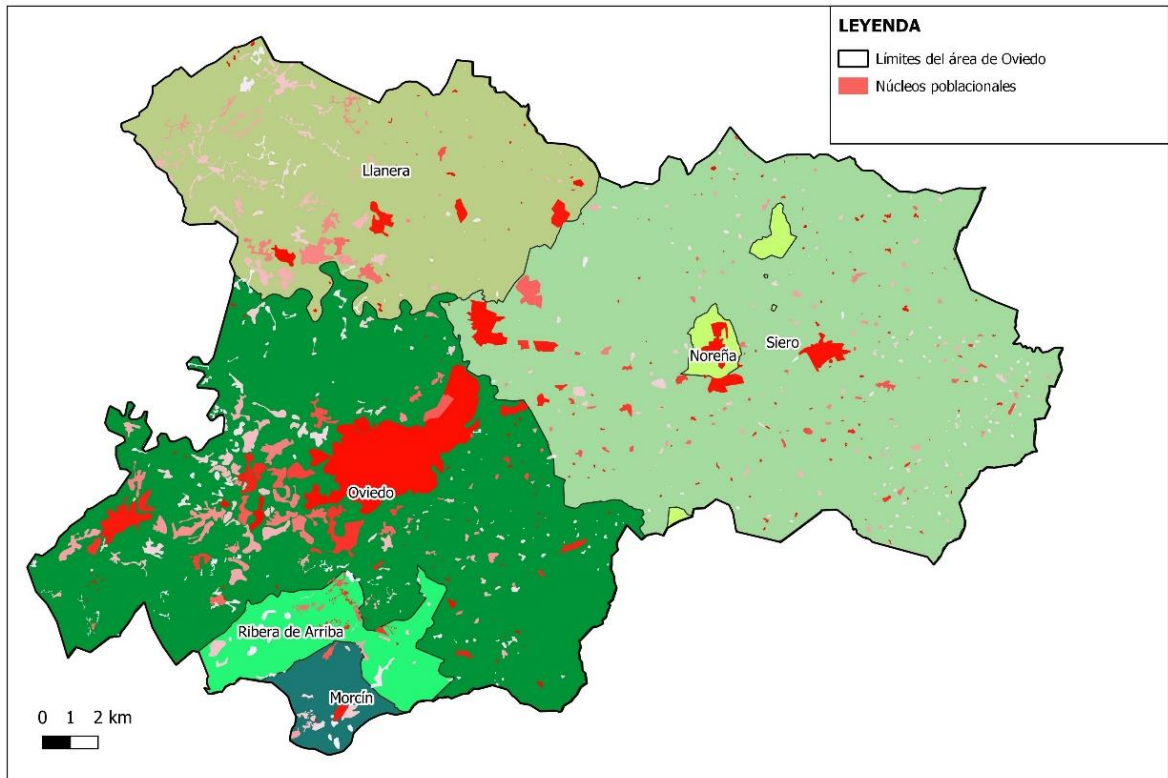 LEYENDA
Límites del área de Oviedo
Núcleos poblacionales
Llanera
Siero
Noreña
Oviedo
Ribera de Arriba
Morcín
0 1 2 km